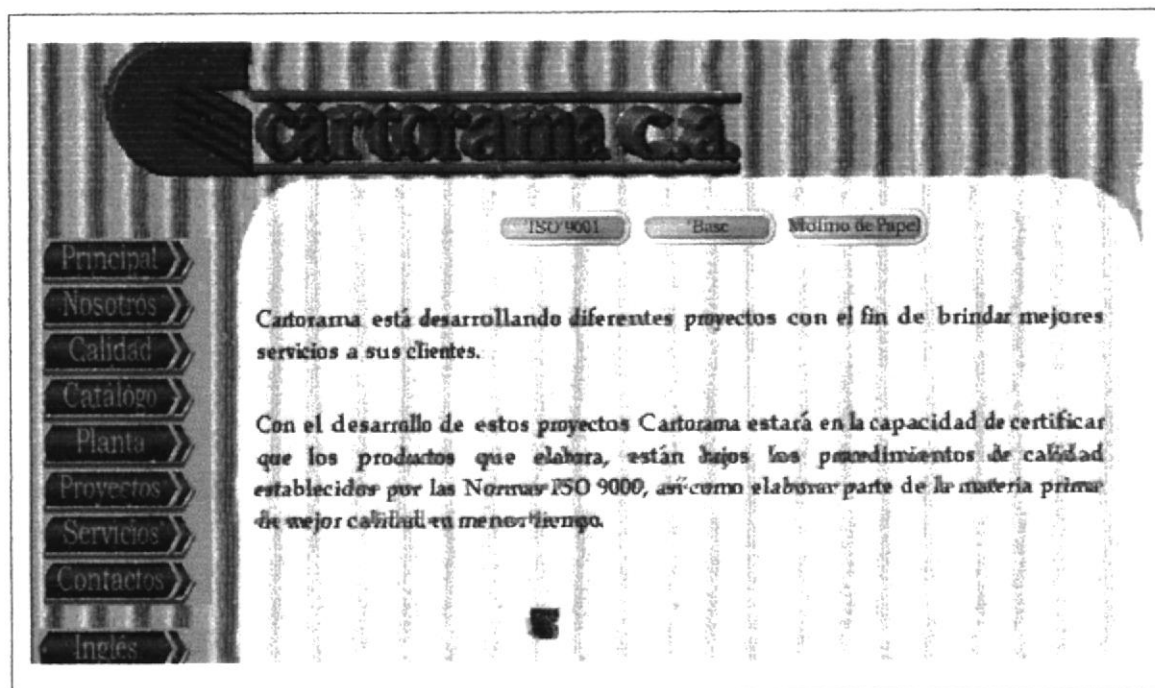 cartorama c.a.
ISO 9001
Base
Molino de Papel
Principal
Nosotros
Calidad
Catálogo
Planta
Proyectos
Servicios
Contactos
Inglés
Cartorama está desarrollando diferentes proyectos con el fin de brindar mejores
servicios a sus clientes.
Con el desarrollo de estos proyectos Cartorama estará en la capacidad de certificar
que los productos que elabora, están bajos los procedimientos de calidad
establecidos por las Normas ISO 9000, así como elaborar parte de la materia prima
de mejor calidad en menor tiempo.